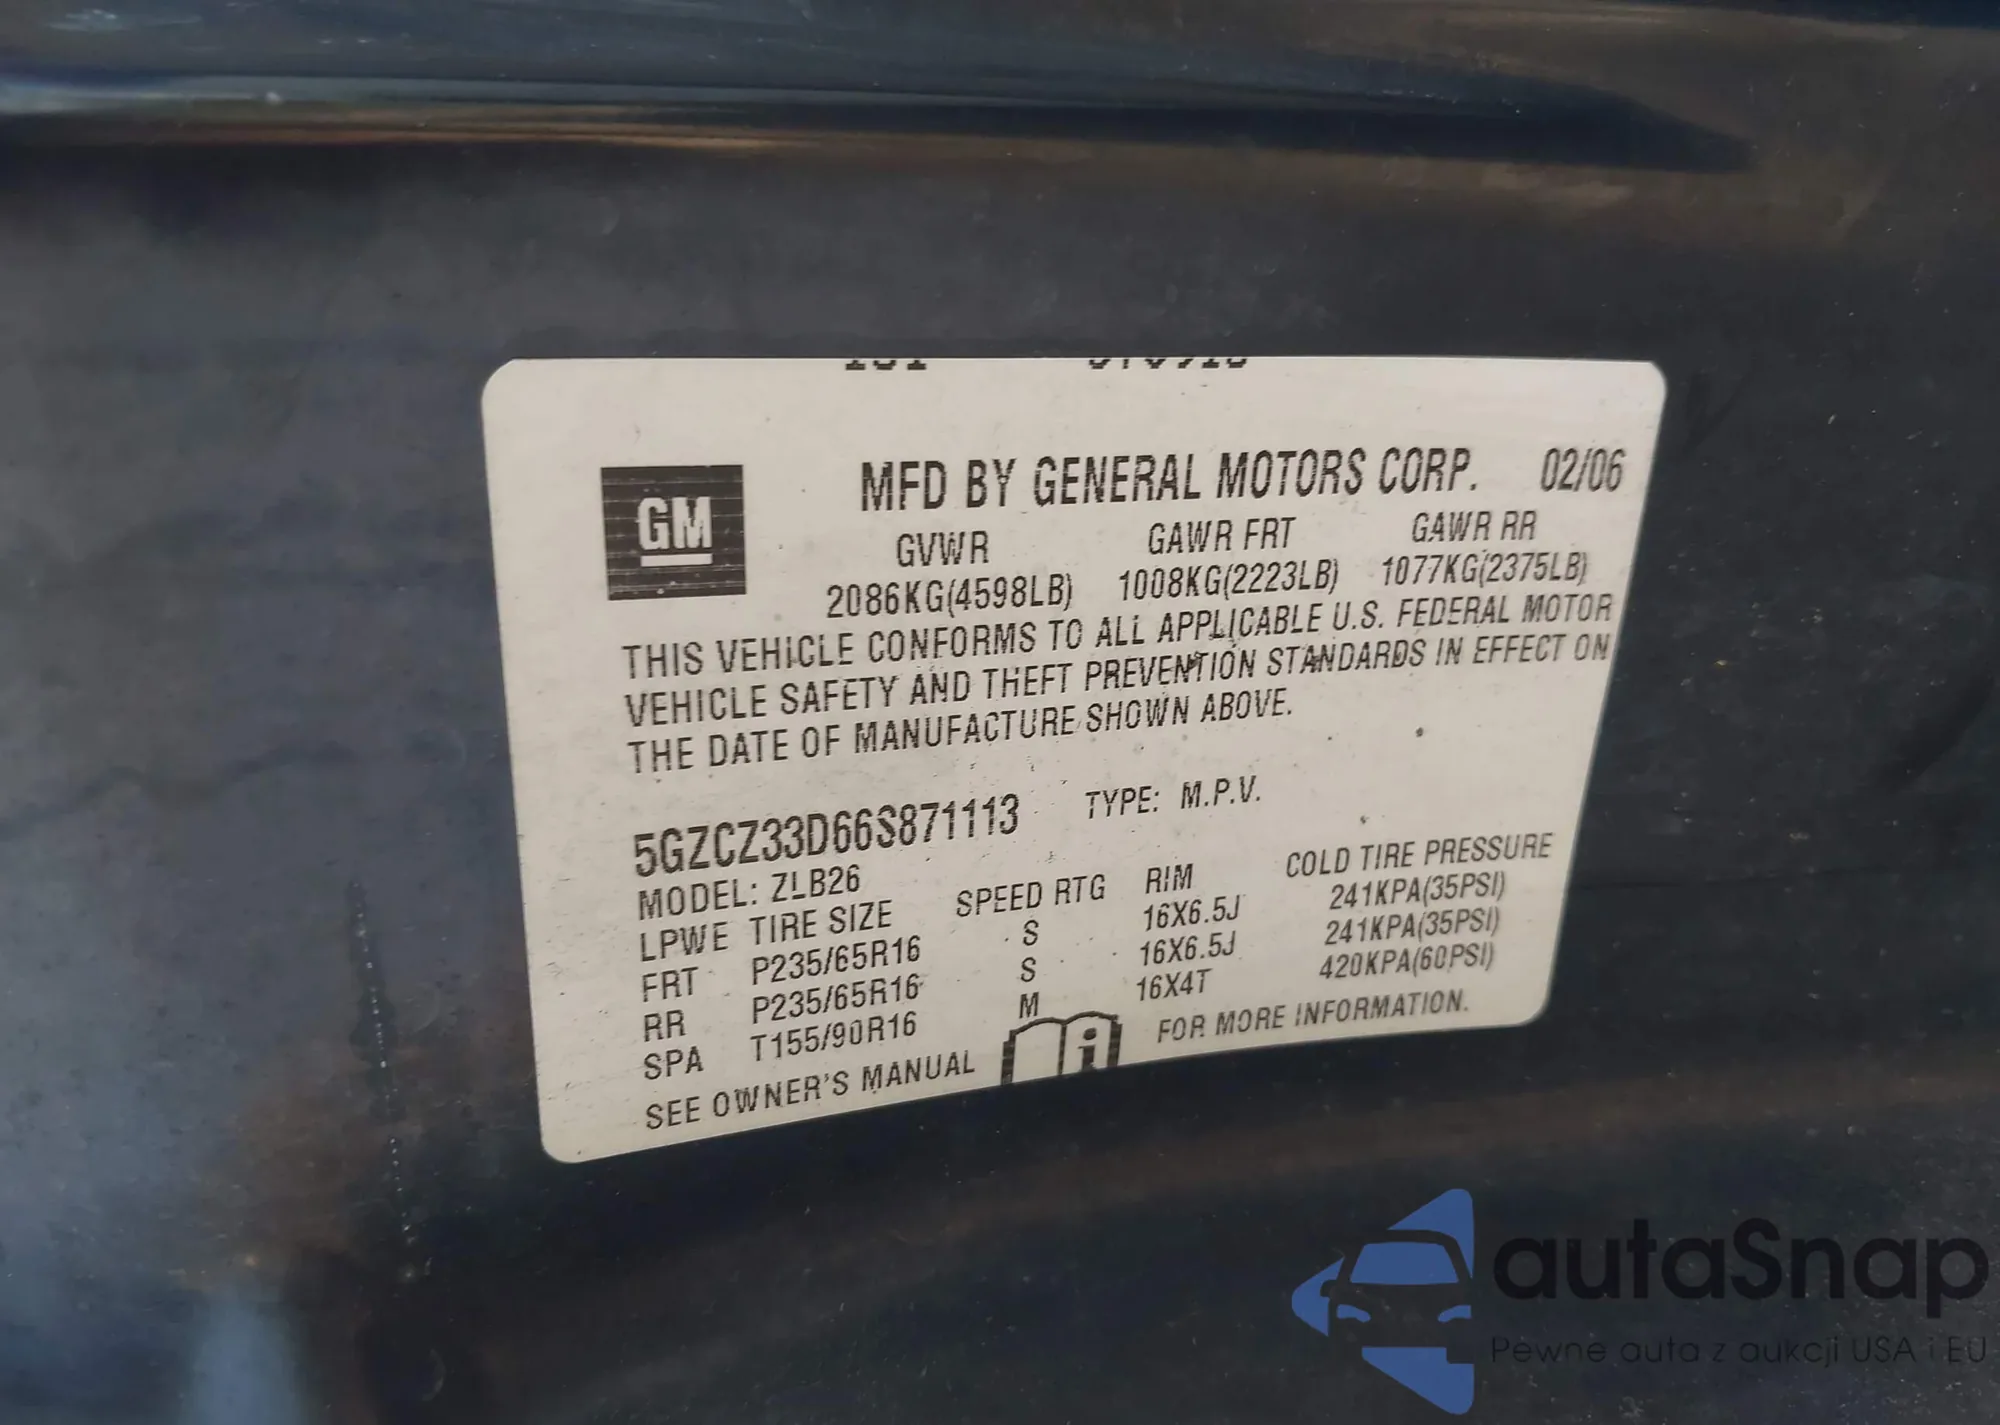 GM
MFD BY GENERAL MOTORS CORP. 02/06
GVWR GAWR FRT GAWR RR
2086KG(4598LB) 1008KG(2223LB) 1077KG(2375LB)
THIS VEHICLE CONFORMS TO ALL APPLICABLE U.S. FEDERAL MOTOR
VEHICLE SAFETY AND THEFT PREVENTION STANDARDS IN EFFECT ON
THE DATE OF MANUFACTURE SHOWN ABOVE.
5GZCZ33D66S871113 TYPE: M.P.V.
MODEL: ZLB26
LPWE TIRE SIZE SPEED RTG RIM COLD TIRE PRESSURE
FRT P235/65R16 S 16X6.5J 241KPA(35PSI)
RR P235/65R16 S 16X6.5J 241KPA(35PSI)
SPA T155/90R16 M 16X4T 420KPA(60PSI)
SEE OWNER'S MANUAL i FOR MORE INFORMATION.
autaSnap
Pewne auta z aukcji USA i EU